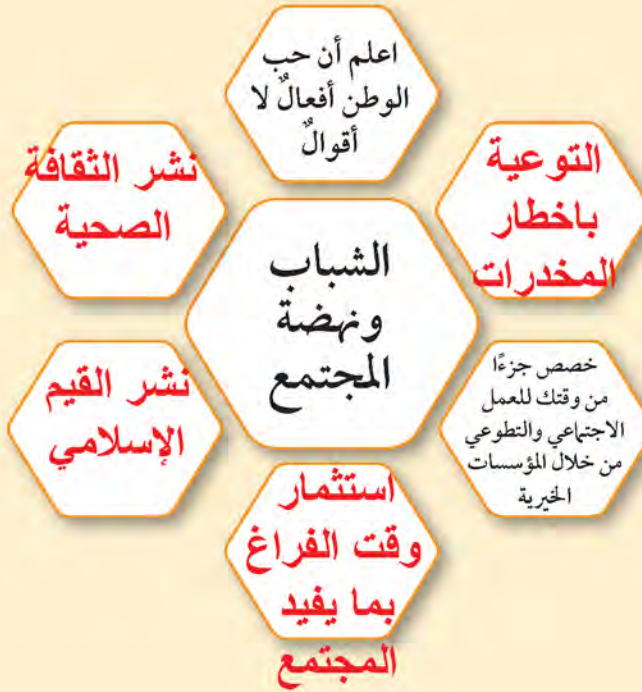 اعلم أن حب
الوطن أفعالٌ لا
أقوالٌ
التوعية
باخطار
المخدرات
نشر الثقافة
الصحية
الشباب
ونهضة
المجتمع
خصص جزءًا
من وقتك للعمل
الاجتماعي والتطوعي
من خلال المؤسسات
الخيرية
نشر القيم
الإسلامي
استثمار
وقت الفراغ
بما يفيد
المجتمع